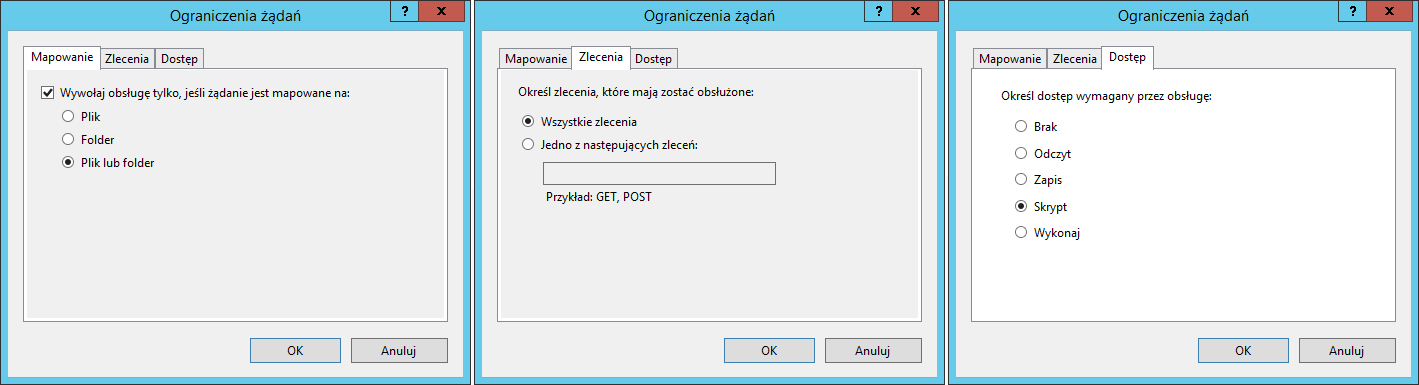 Ograniczenia żądań
? x
Mapowanie Zlecenia Dostęp
Wywołaj obsługę tylko, jeśli żądanie jest mapowane na:
Plik
Folder
Plik lub folder
OK Anuluj
Ograniczenia żądań
? x
Mapowanie Zlecenia Dostęp
Określ zlecenia, które mają zostać obsłużone:
Wszystkie zlecenia
Jedno z następujących zleceń:
Przykład: GET, POST
OK Anuluj
Ograniczenia żądań
? x
Mapowanie Zlecenia Dostęp
Określ dostęp wymagany przez obsługę:
Brak
Odczyt
Zapis
Skrypt
Wykonaj
OK Anuluj